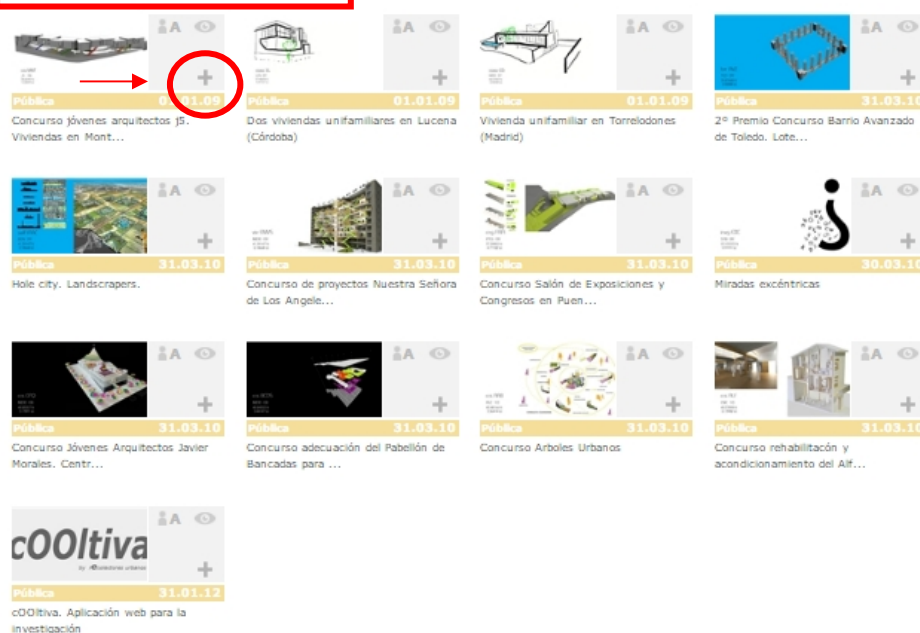 A
A
A
A
Pública 01.01.09
Pública 01.01.09
Pública 01.01.09
Pública 31.03.10
Concurso jóvenes arquitectos j5.
Viviendas en Mont...
Dos viviendas unifamiliares en Lucena
(Córdoba)
Vivienda unifamiliar en Torrelodones
(Madrid)
2º Premio Concurso Barrio Avanzado
de Toledo. Lote...
A
A
A
A
Pública 31.03.10
Pública 31.03.10
Pública 31.03.10
Pública 30.03.10
Hole city. Landscrapers.
Concurso de proyectos Nuestra Señora
de Los Angele...
Concurso Salón de Exposiciones y
Congresos en Puen...
Miradas excéntricas
A
A
A
A
Pública 31.03.10
Pública 31.03.10
Pública 31.03.10
Pública 31.03.10
Concurso Jóvenes Arquitectos Javier
Morales. Centr...
Concurso adecuación del Pabellón de
Bancadas para ...
Concurso Arboles Urbanos
Concurso rehabilitacón y
acondicionamiento del Alf...
A
cOOltiva
Pública 31.01.12
cOOltiva. Aplicación web para la
investigación